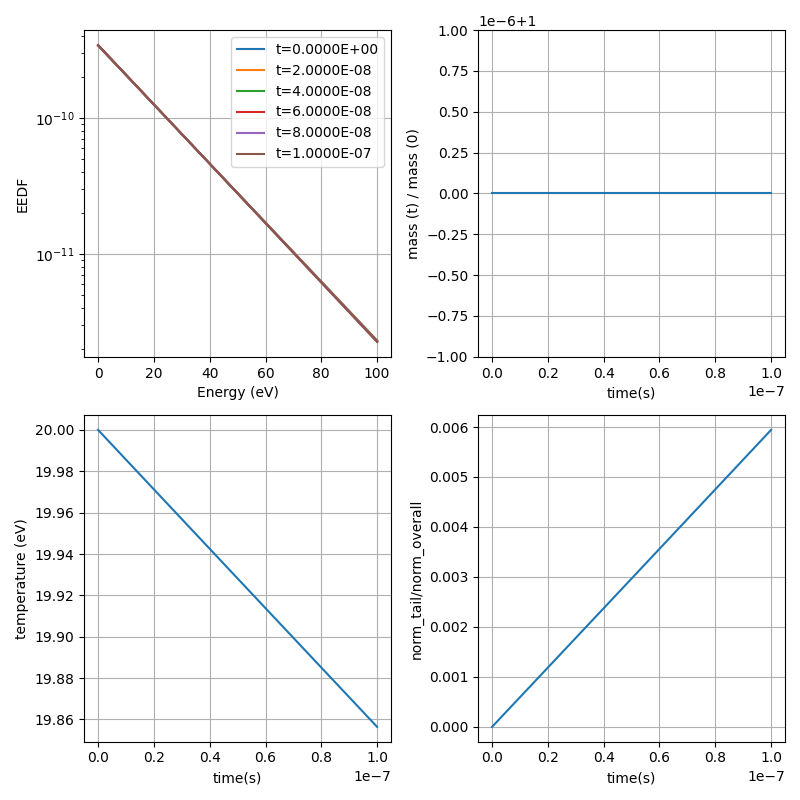 EEDF
10⁻¹⁰
10⁻¹¹
t=0.0000E+00
t=2.0000E-08
t=4.0000E-08
t=6.0000E-08
t=8.0000E-08
t=1.0000E-07
0 20 40 60 80 100
Energy (eV)
1e−6+1
mass (t) / mass (0)
1.00
0.75
0.50
0.25
0.00
−0.25
−0.50
−0.75
−1.00
0.0 0.2 0.4 0.6 0.8 1.0
time(s) 1e−7
temperature (eV)
20.00
19.98
19.96
19.94
19.92
19.90
19.88
19.86
0.0 0.2 0.4 0.6 0.8 1.0
time(s) 1e−7
norm_tail/norm_overall
0.006
0.005
0.004
0.003
0.002
0.001
0.000
0.0 0.2 0.4 0.6 0.8 1.0
time(s) 1e−7